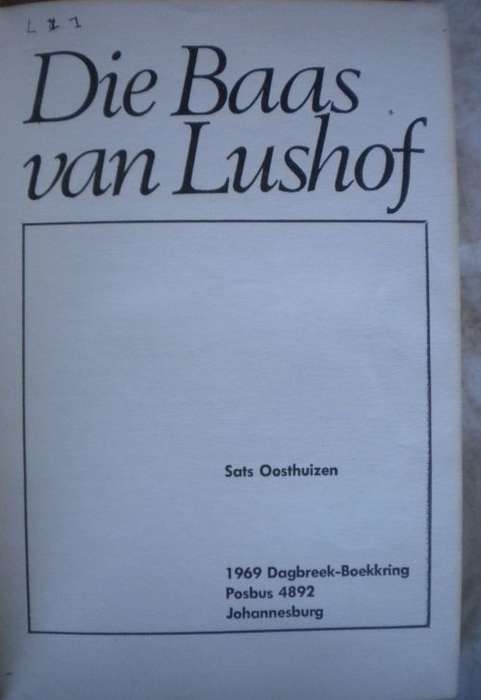 Die Baas
van Lushof
Sats Oosthuizen
1969 Dagbreek-Boekkring
Posbus 4892
Johannesburg